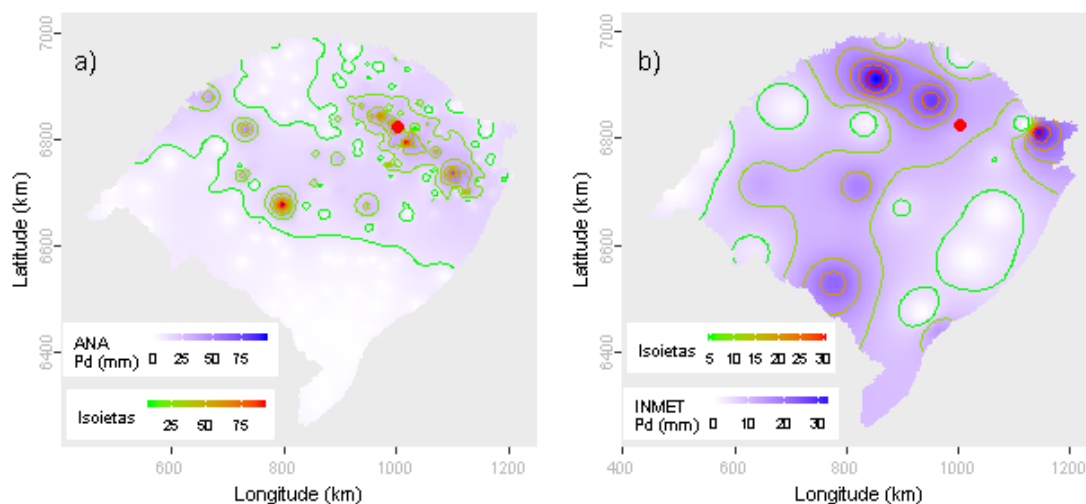 a)
7000
6800
6600
6400
Latitude (km)
ANA
Pd (mm) 0 25 50 75
Isoietas
25 50 75
600 800 1000 1200
Longitude (km)
b)
7000
6800
6600
6400
Latitude (km)
Isoietas
5 10 15 20 25 30
INMET
Pd (mm) 0 10 20 30
400 600 800 1000 1200
Longitude (km)